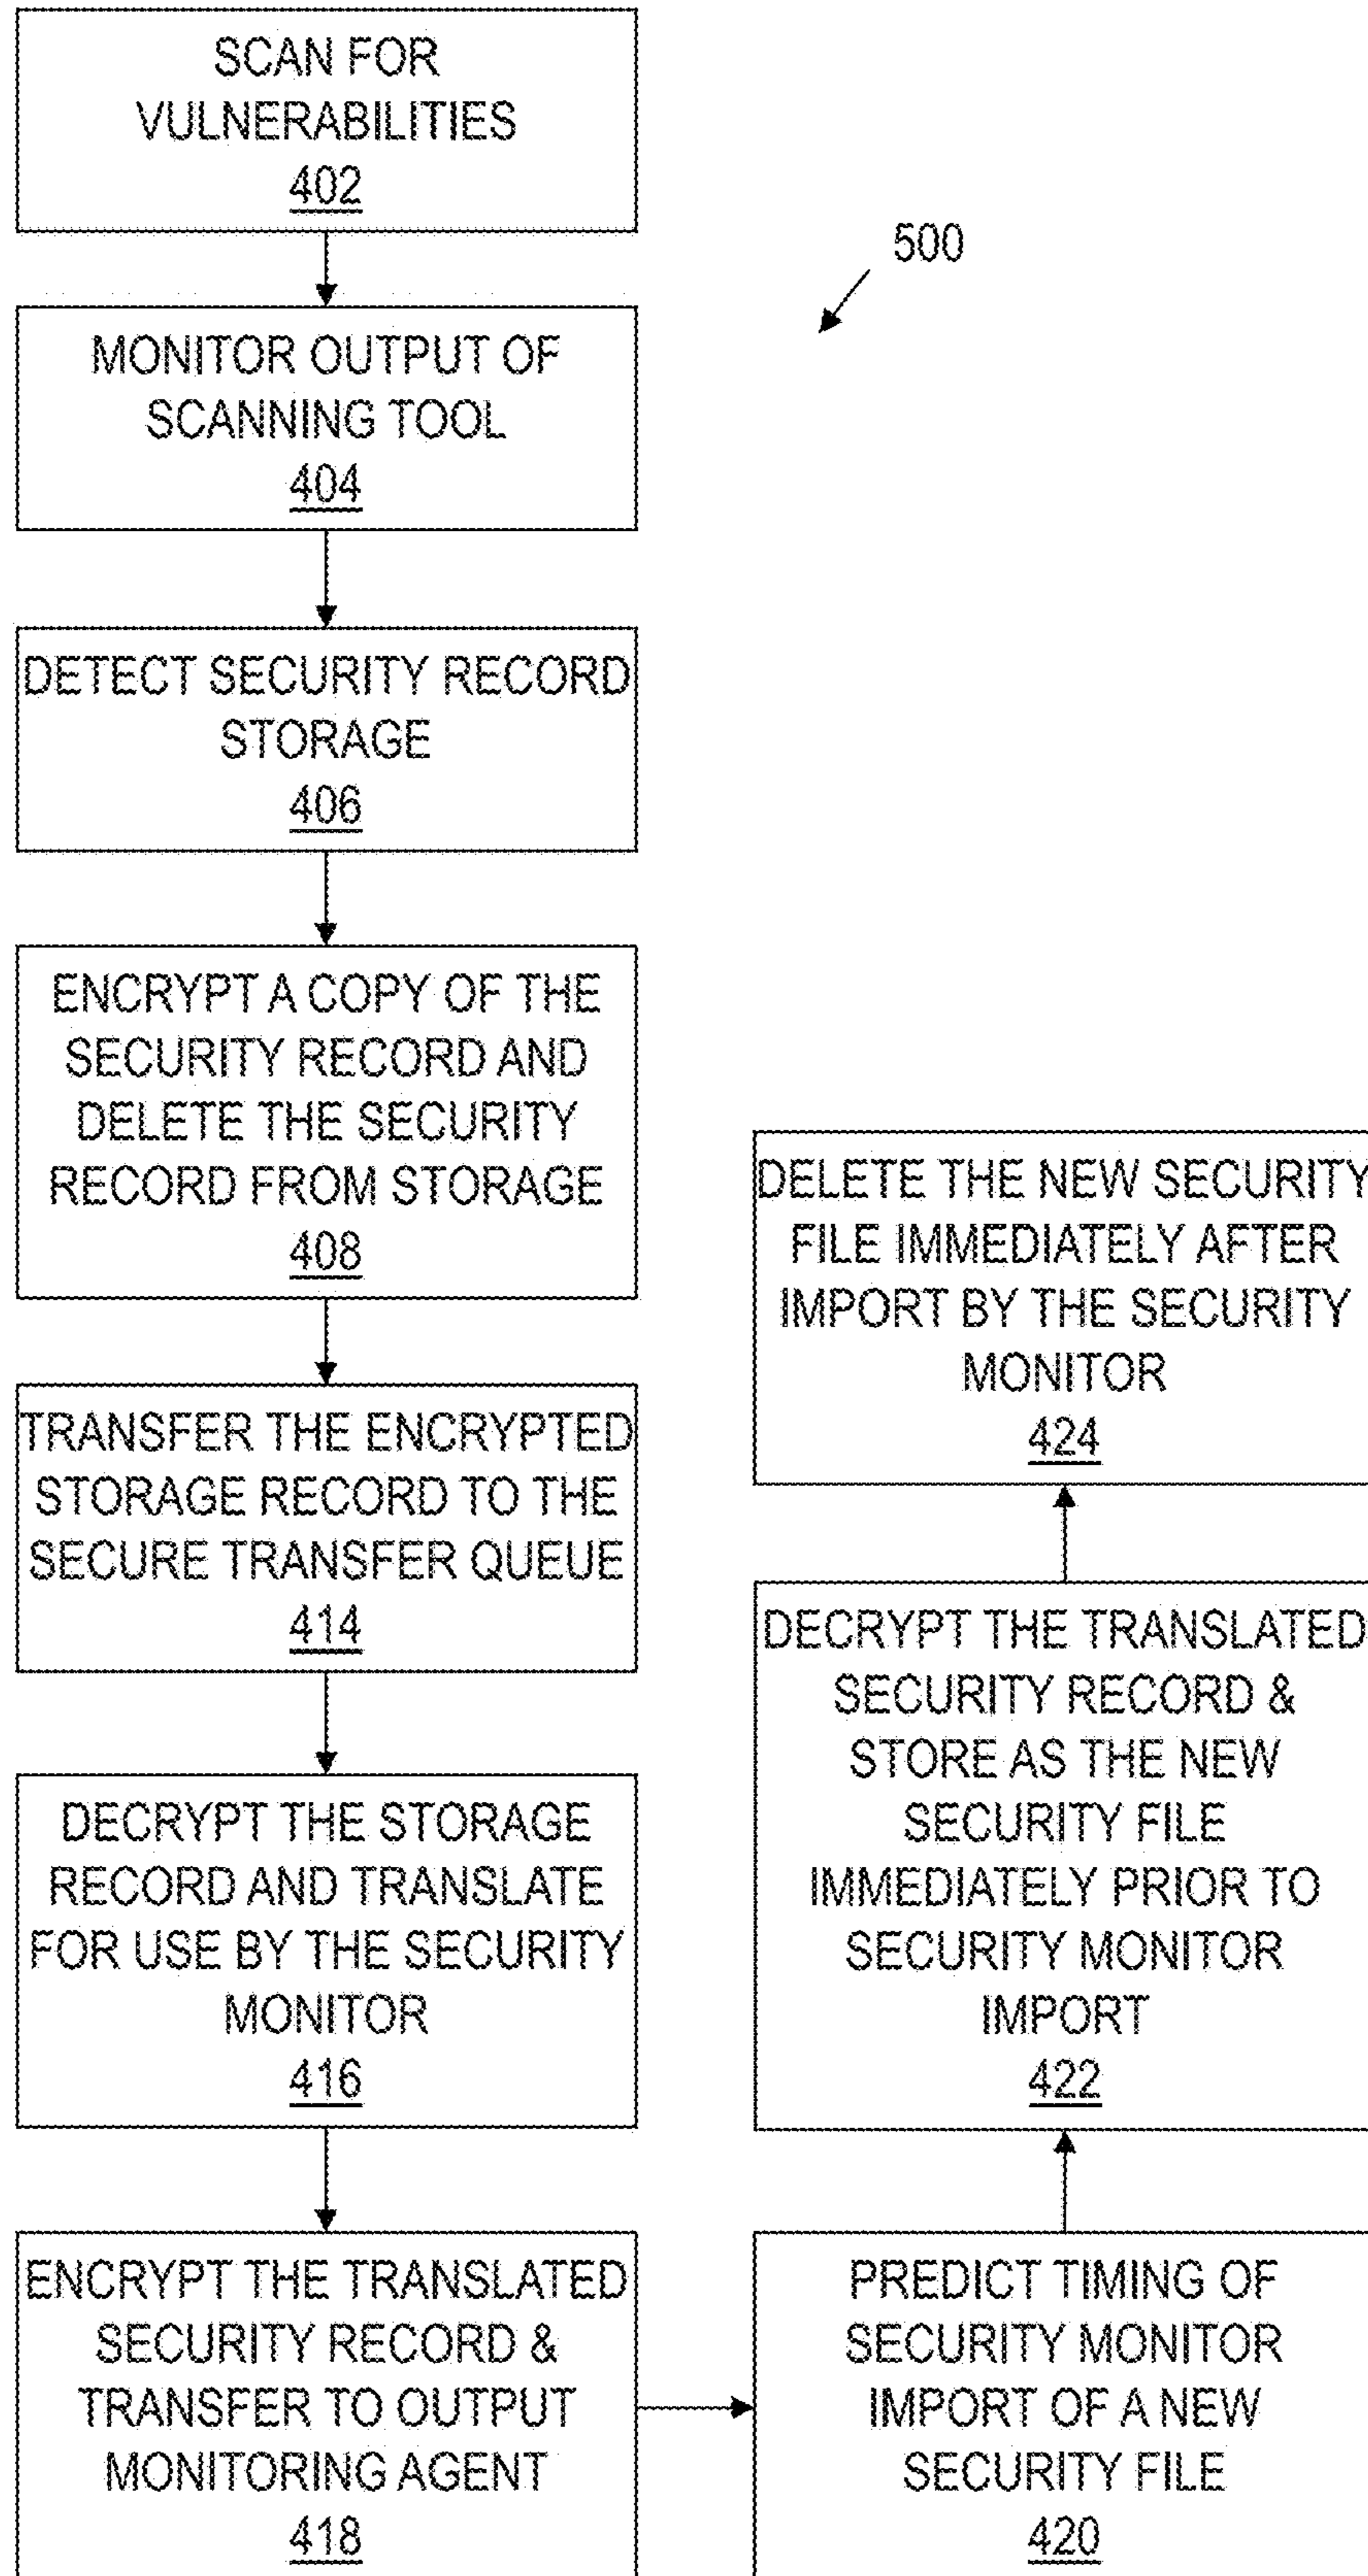 SCAN FOR
VULNERABILITIES
402
500
MONITOR OUTPUT OF
SCANNING TOOL
404
DETECT SECURITY RECORD
STORAGE
406
ENCRYPT A COPY OF THE
SECURITY RECORD AND
DELETE THE SECURITY
RECORD FROM STORAGE
408
TRANSFER THE ENCRYPTED
STORAGE RECORD TO THE
SECURE TRANSFER QUEUE
414
DECRYPT THE STORAGE
RECORD AND TRANSLATE
FOR USE BY THE SECURITY
MONITOR
416
ENCRYPT THE TRANSLATED
SECURITY RECORD &
TRANSFER TO OUTPUT
MONITORING AGENT
418
PREDICT TIMING OF
SECURITY MONITOR
IMPORT OF A NEW
SECURITY FILE
420
DECRYPT THE TRANSLATED
SECURITY RECORD &
STORE AS THE NEW
SECURITY FILE
IMMEDIATELY PRIOR TO
SECURITY MONITOR
IMPORT
422
DELETE THE NEW SECURITY
FILE IMMEDIATELY AFTER
IMPORT BY THE SECURITY
MONITOR
424